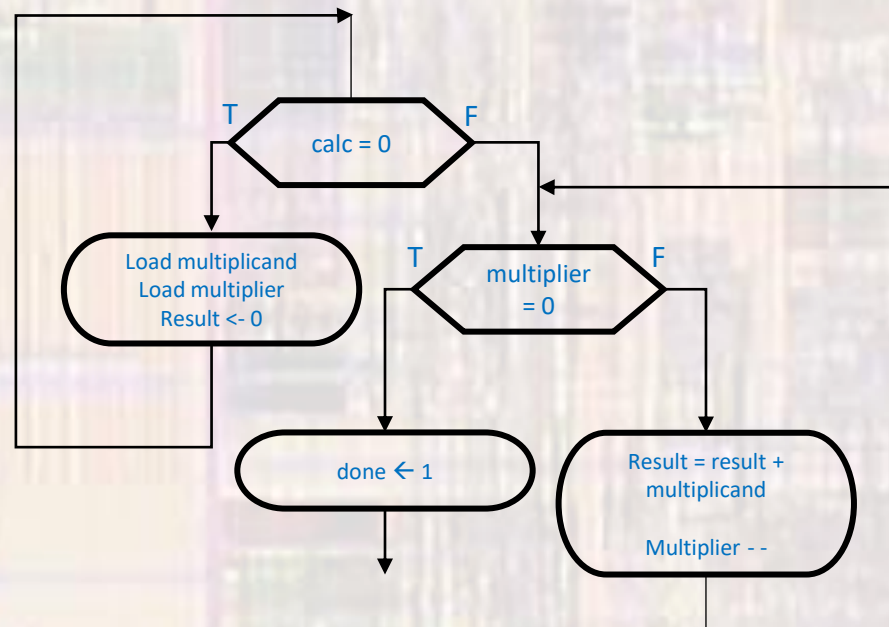 T
F
calc = 0
Load multiplicand
Load multiplier
Result <- 0
T
F
multiplier
= 0
done ← 1
Result = result +
multiplicand
Multiplier - -